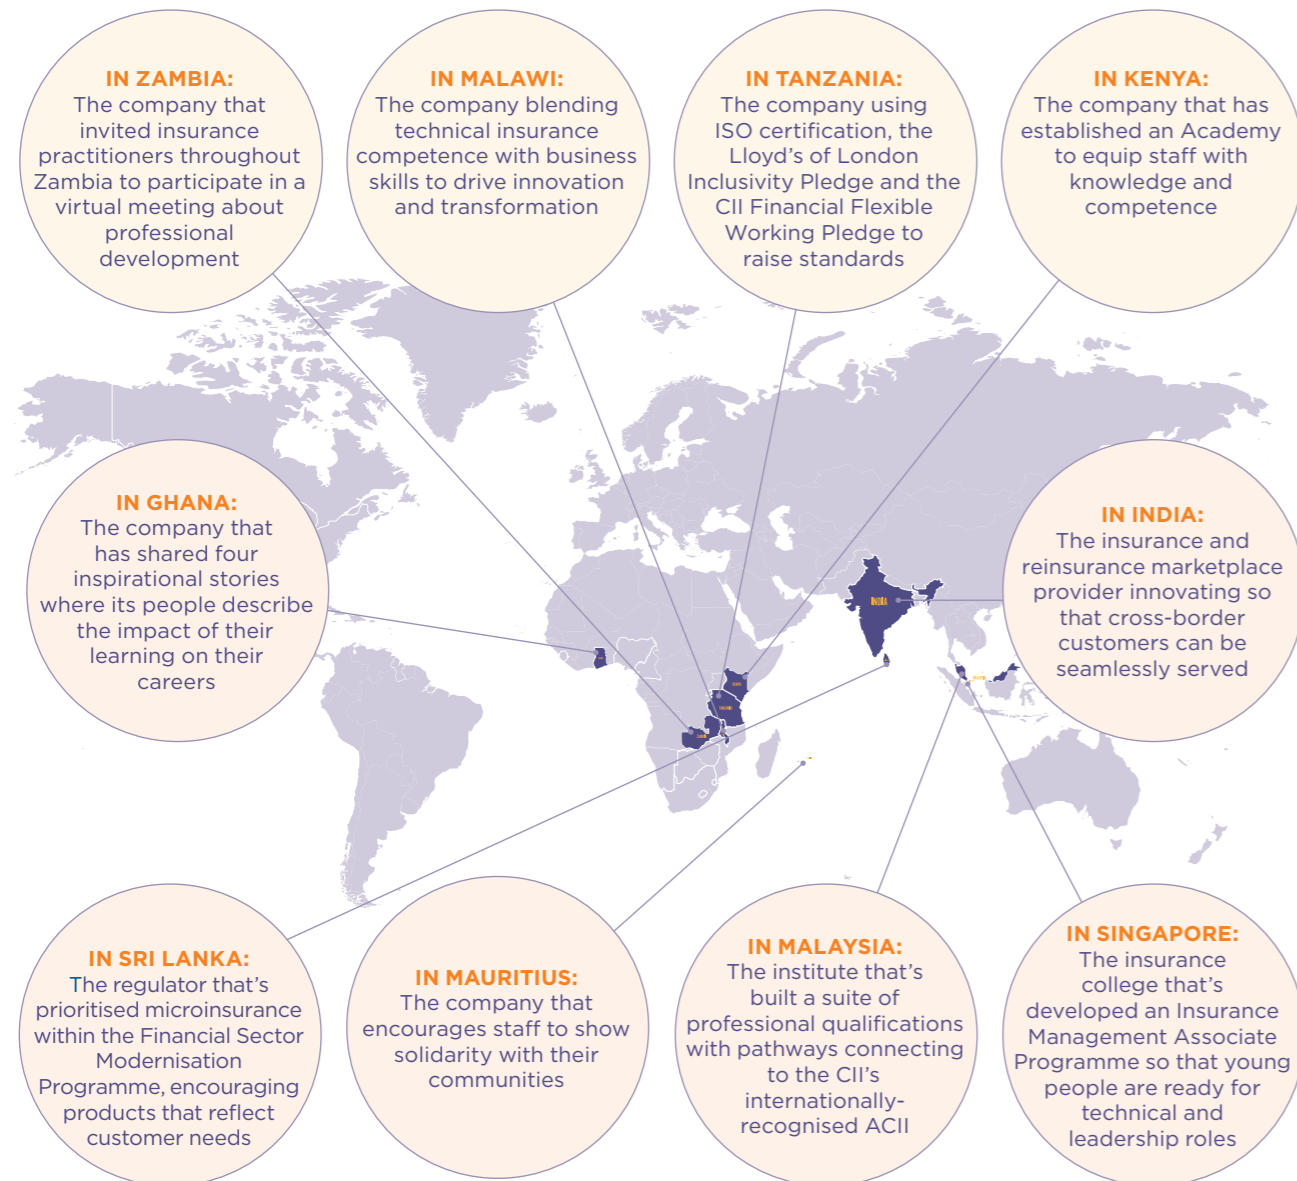 IN ZAMBIA:
The company that
invited insurance
practitioners throughout
Zambia to participate in a
virtual meeting about
professional
development
IN MALAWI:
The company blending
technical insurance
competence with business
skills to drive innovation
and transformation
IN TANZANIA:
The company using
ISO certification, the
Lloyd's of London
Inclusivity Pledge and the
CII Financial Flexible
Working Pledge to
raise standards
IN KENYA:
The company that has
established an Academy
to equip staff with
knowledge and
competence
IN GHANA:
The company that
has shared four
inspirational stories
where its people describe
the impact of their
learning on their
careers
IN INDIA:
The insurance and
reinsurance marketplace
provider innovating so
that cross-border
customers can be
seamlessly served
INDIA
IN SRI LANKA:
The regulator that's
prioritised microinsurance
within the Financial Sector
Modernisation
Programme, encouraging
products that reflect
customer needs
IN MAURITIUS:
The company that
encourages staff to show
solidarity with their
communities
IN MALAYSIA:
The institute that's
built a suite of
professional qualifications
with pathways connecting
to the CII's
internationally-
recognised ACII
IN SINGAPORE:
The insurance
college that's
developed an Insurance
Management Associate
Programme so that young
people are ready for
technical and
leadership roles